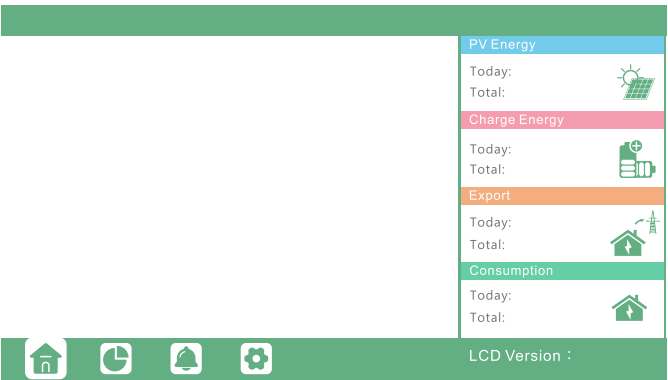 PV Energy
Today:
Total:
Charge Energy
Today:
Total:
Export
Today:
Total:
Consumption
Today:
Total:
LCD Version：